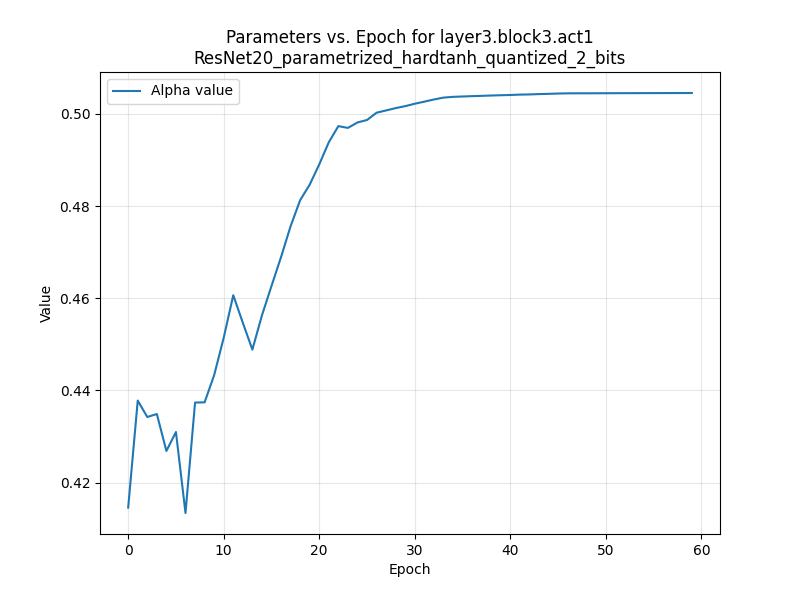 Parameters vs. Epoch for layer3.block3.act1
ResNet20_parametrized_hardtanh_quantized_2_bits
Alpha value
0.50
0.48
0.46
0.44
0.42
Value
0 10 20 30 40 50 60
Epoch